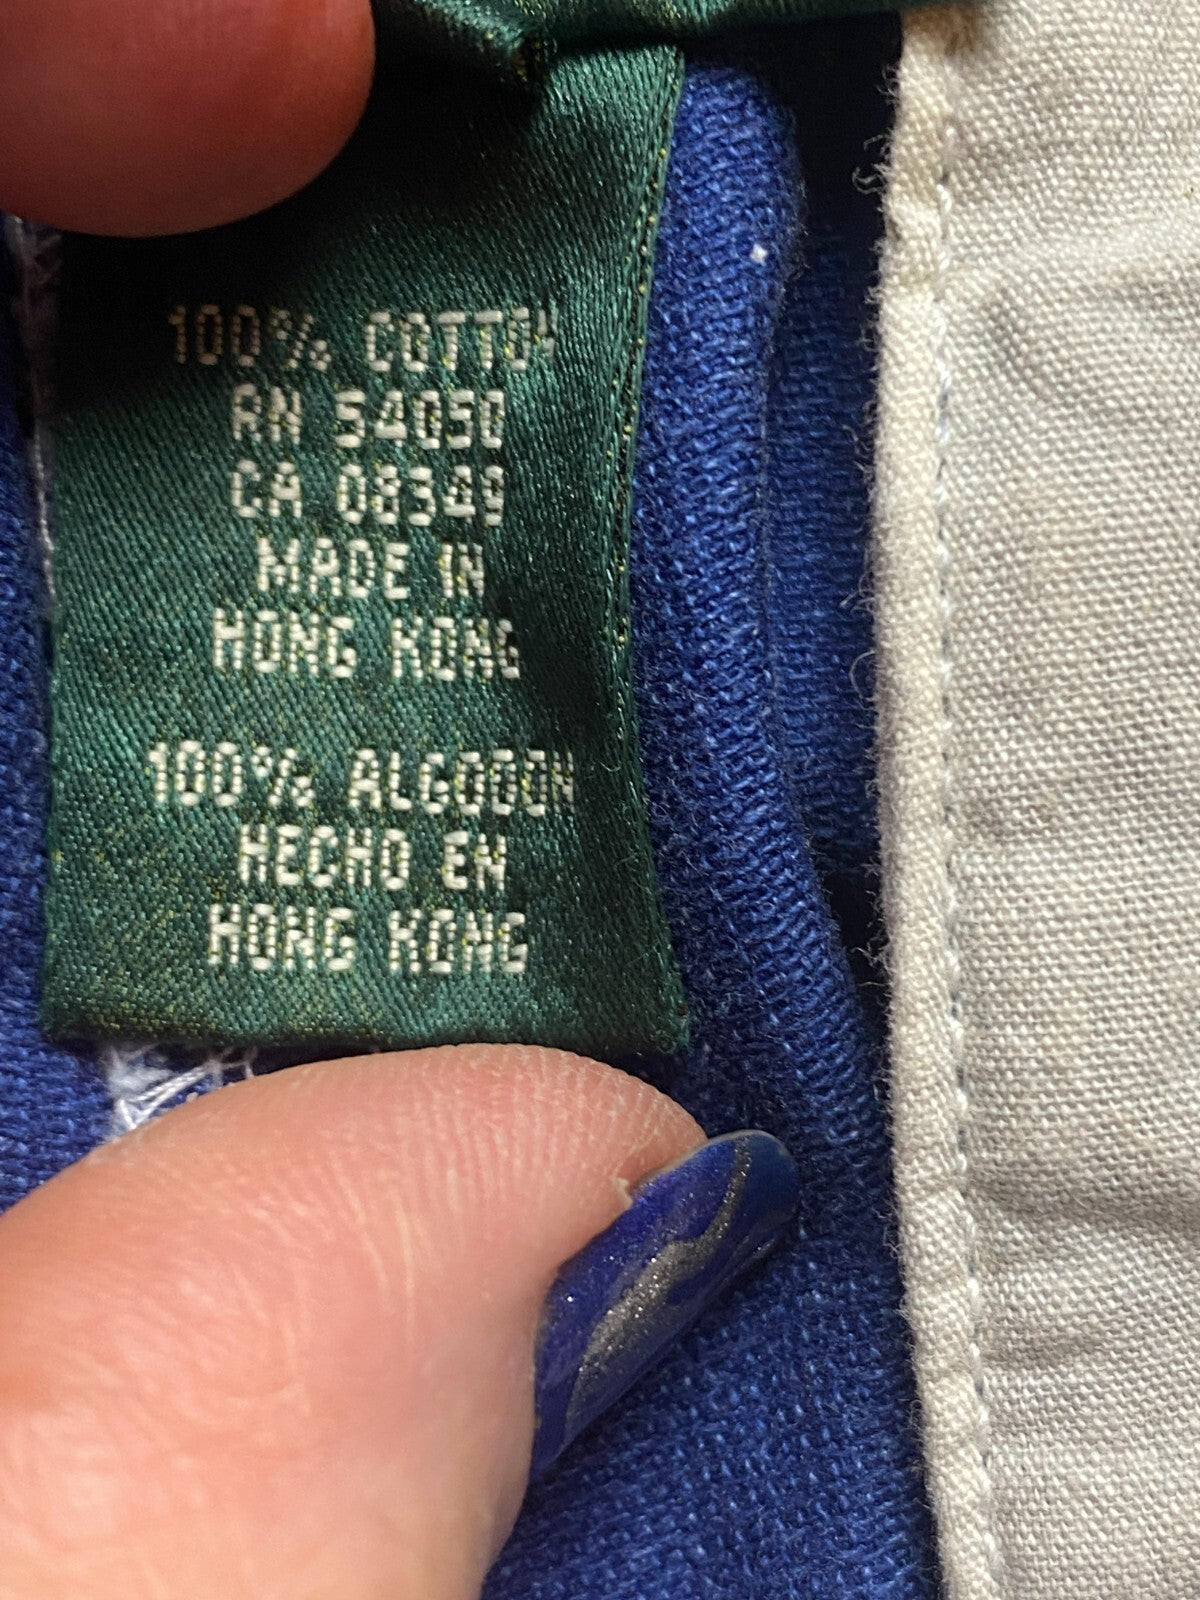 100% COTTON
RN 54050
CA 08349
MADE IN
HONG KONG
100% ALGODON
HECHO EN
HONG KONG